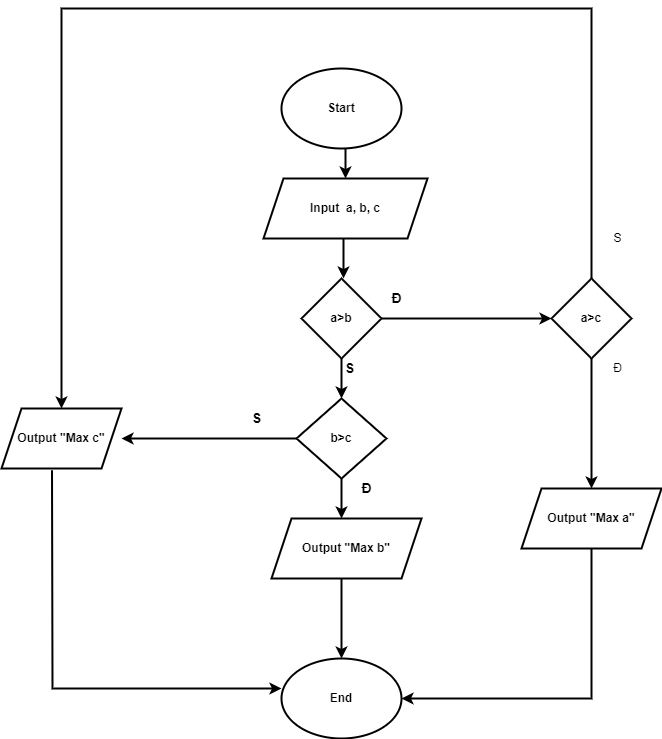 Start
Input a, b, c
S
Đ
a>b
a>c
S
Đ
S
Output "Max c"
b>c
Đ
Output "Max b"
Output "Max a"
End